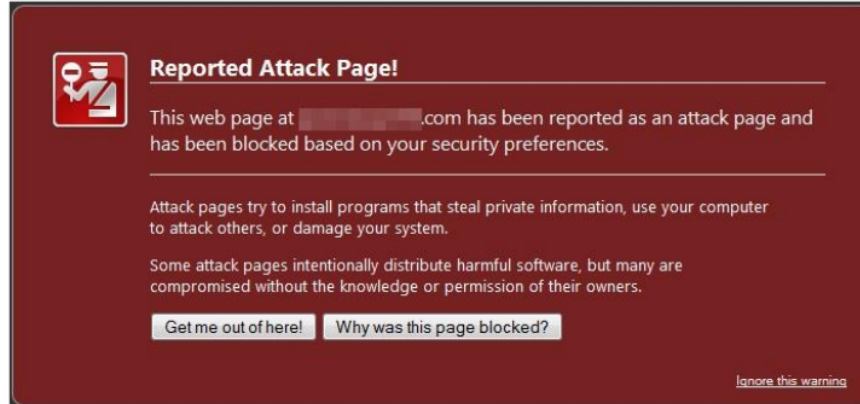 Reported Attack Page!
This web page at .com has been reported as an attack page and
has been blocked based on your security preferences.
Attack pages try to install programs that steal private information, use your computer
to attack others, or damage your system.
Some attack pages intentionally distribute harmful software, but many are
compromised without the knowledge or permission of their owners.
Get me out of here! Why was this page blocked?
Ignore this warning